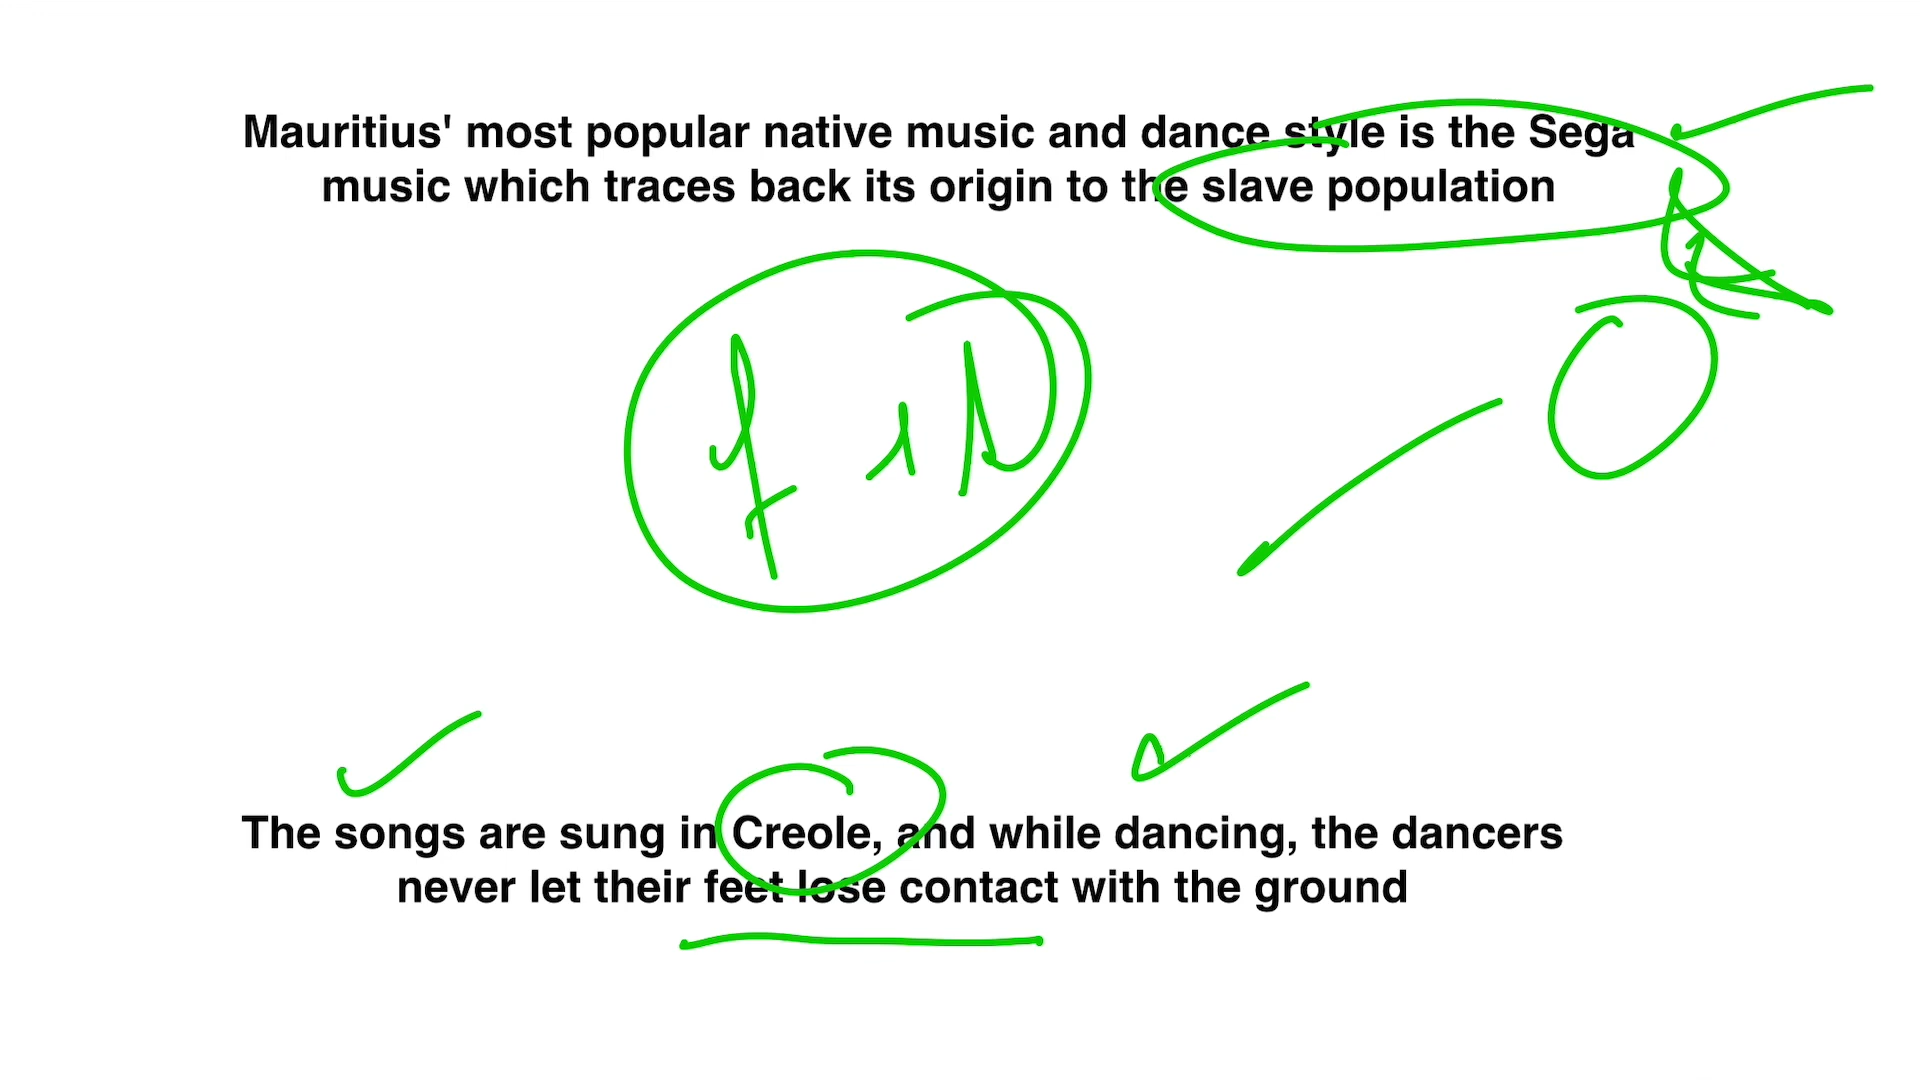 Mauritius' most popular native music and dance style is the Sega
music which traces back its origin to the slave population
The songs are sung in Creole, and while dancing, the dancers
never let their feet lose contact with the ground